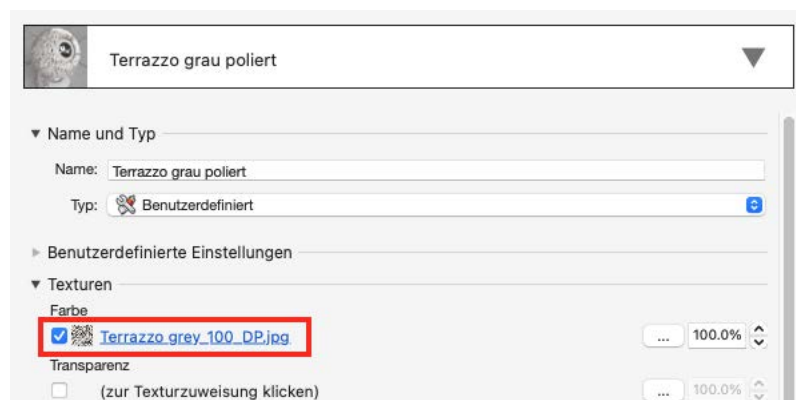 Terrazzo grau poliert
Name und Typ
Name: Terrazzo grau poliert
Typ: Benutzerdefiniert
Benutzerdefinierte Einstellungen
Texturen
Farbe
Terrazzo grey_100_DP.jpg ... 100.0%
Transparenz
(zur Texturzuweisung klicken) ... 100.0%